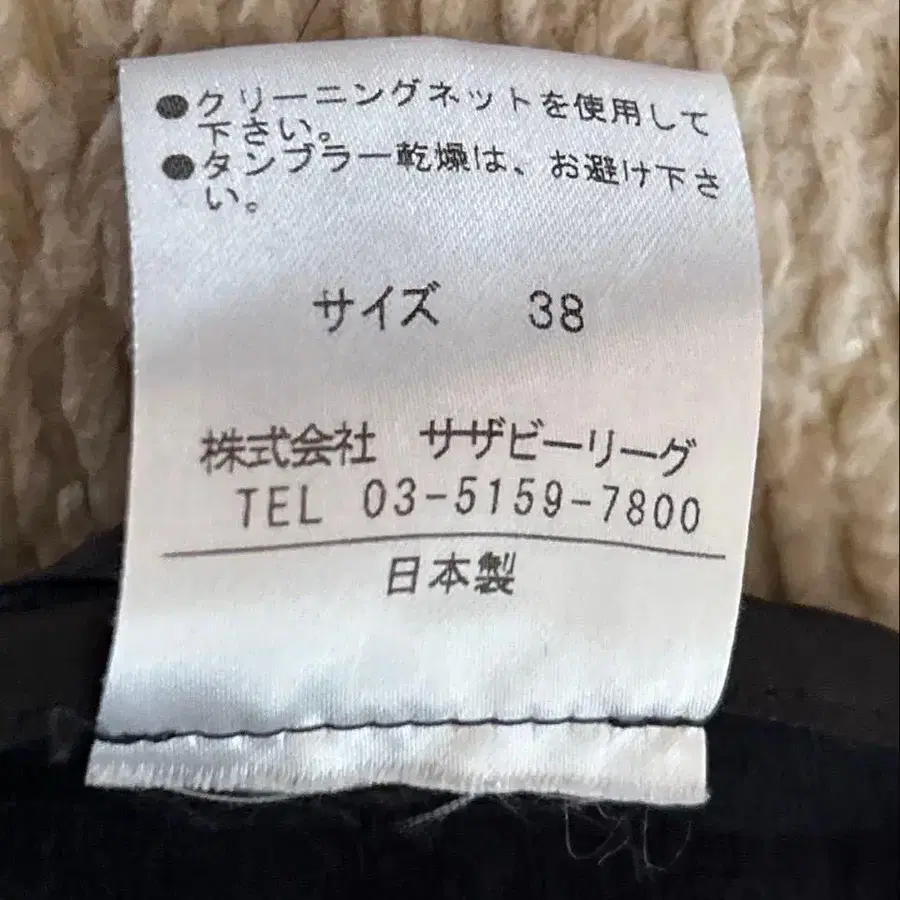 ●クリーニングネットを使用して
下さい。
●タンブラー乾燥は、お避け下さ
い。
サイズ 38
株式会社 サザビーリーグ
TEL 03-5159-7800
日本製